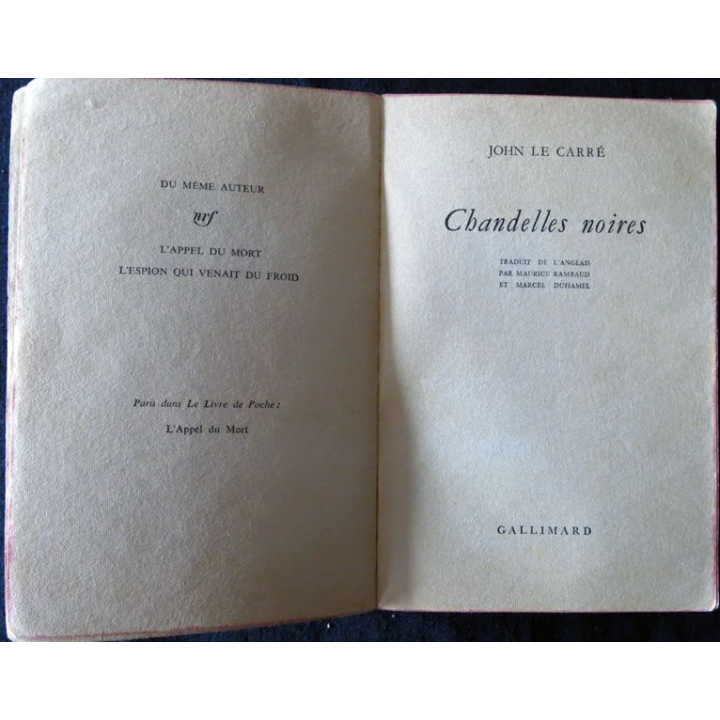 DU MÊME AUTEUR
nrf
L'APPEL DU MORT
L'ESPION QUI VENAIT DU FROID
Paru dans Le Livre de Poche :
L'Appel du Mort
JOHN LE CARRÉ
Chandelles noires
TRADUIT DE L'ANGLAIS
PAR MAURICE RAMBAUD
ET MARCEL DUHAMEL
GALLIMARD